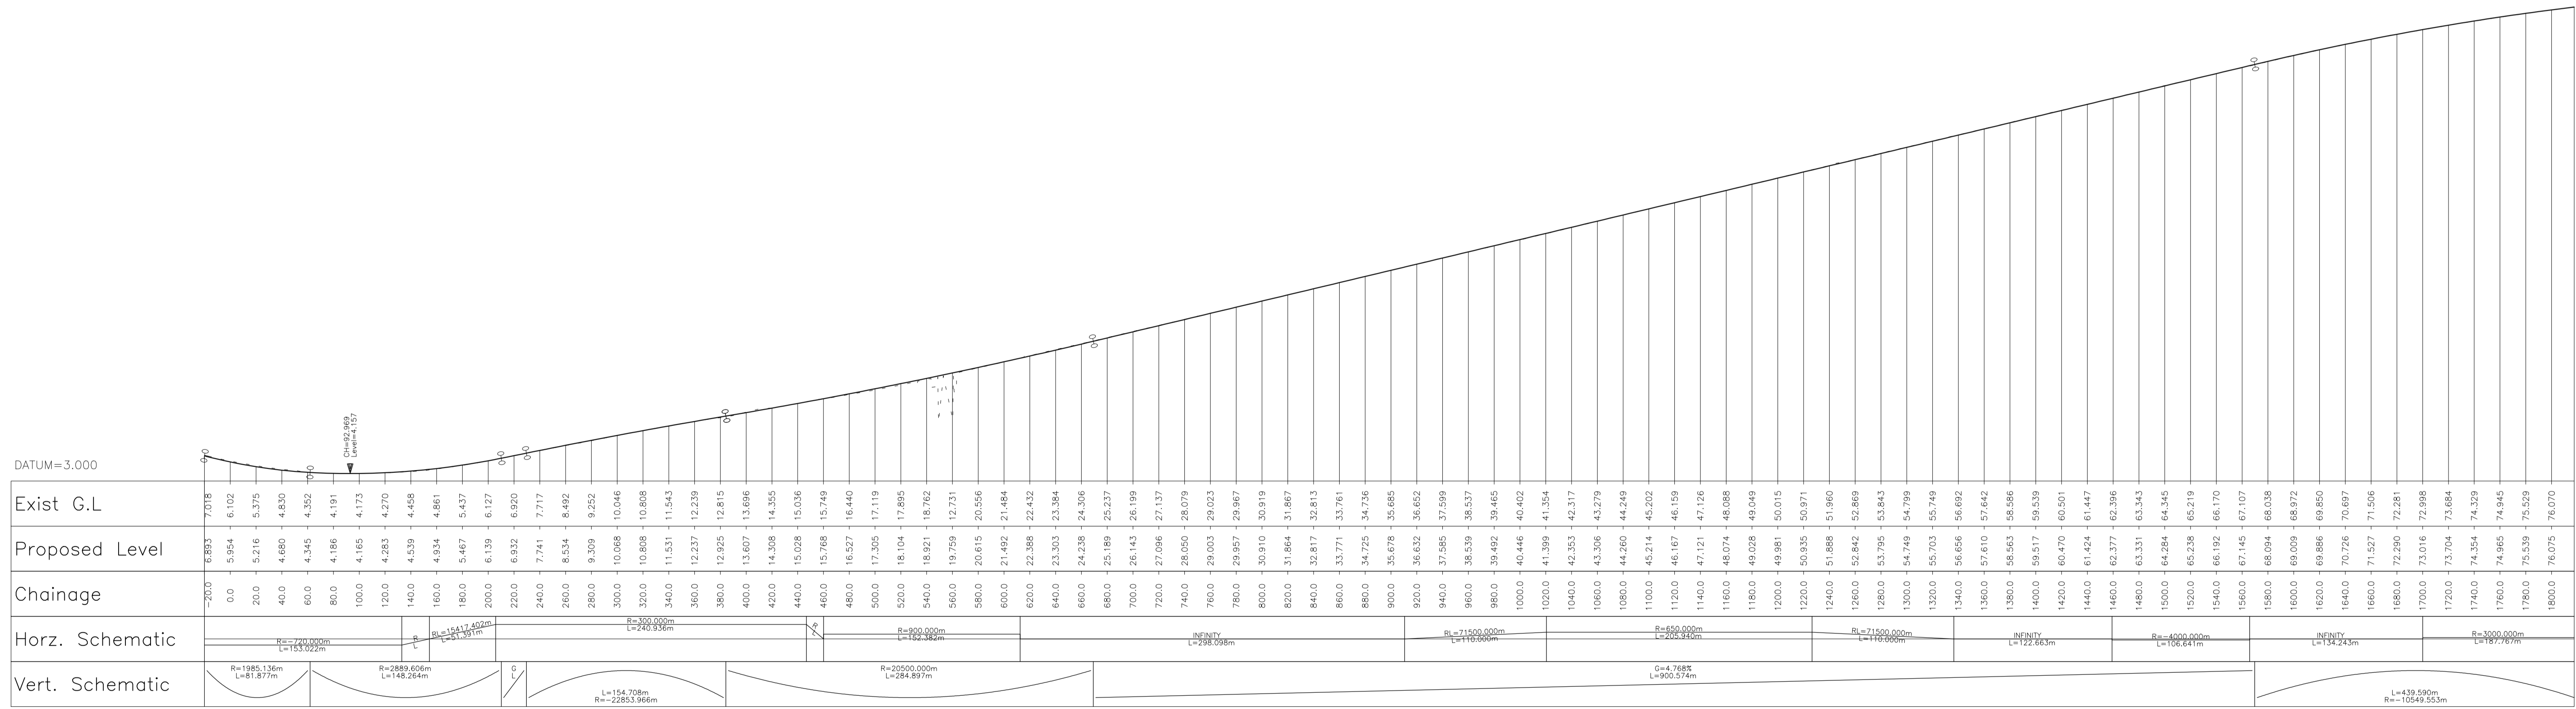 CH=92.969
Level=4.157
DATUM=3.000
Exist G.L 7.018 6.102 5.375 4.830 4.352 4.191 4.173 4.270 4.458 4.861 5.437 6.127 6.920 7.717 8.492 9.252 10.046 10.808 11.543 12.239 12.815 13.696 14.355 15.036 15.749 16.440 17.119 17.895 18.762 12.731 20.556 21.484 22.432 23.384 24.306 25.237 26.199 27.137 28.079 29.023 29.967 30.919 31.867 32.813 33.761 34.736 35.685 36.652 37.599 38.537 39.465 40.402 41.354 42.317 43.279 44.249 45.202 46.159 47.126 48.088 49.049 50.015 50.971 51.960 52.869 53.843 54.799 55.749 56.692 57.642 58.586 59.539 60.501 61.447 62.396 63.343 64.345 65.219 66.170 67.107 68.038 68.972 69.850 70.697 71.506 72.281 72.998 73.684 74.329 74.945 75.529 76.070
Proposed Level 6.893 5.954 5.216 4.680 4.345 4.186 4.165 4.283 4.539 4.934 5.467 6.139 6.932 7.741 8.534 9.309 10.068 10.808 11.531 12.237 12.925 13.607 14.308 15.028 15.768 16.527 17.305 18.104 18.921 19.759 20.615 21.492 22.388 23.303 24.238 25.189 26.143 27.096 28.050 29.003 29.957 30.910 31.864 32.817 33.771 34.725 35.678 36.632 37.585 38.539 39.492 40.446 41.399 42.353 43.306 44.260 45.214 46.167 47.121 48.074 49.028 49.981 50.935 51.888 52.842 53.795 54.749 55.703 56.656 57.610 58.563 59.517 60.470 61.424 62.377 63.331 64.284 65.238 66.192 67.145 68.094 69.009 69.886 70.726 71.527 72.290 73.016 73.704 74.354 74.965 75.539 76.075
Chainage -20.0 0.0 20.0 40.0 60.0 80.0 100.0 120.0 140.0 160.0 180.0 200.0 220.0 240.0 260.0 280.0 300.0 320.0 340.0 360.0 380.0 400.0 420.0 440.0 460.0 480.0 500.0 520.0 540.0 560.0 580.0 600.0 620.0 640.0 660.0 680.0 700.0 720.0 740.0 760.0 780.0 800.0 820.0 840.0 860.0 880.0 900.0 920.0 940.0 960.0 980.0 1000.0 1020.0 1040.0 1060.0 1080.0 1100.0 1120.0 1140.0 1160.0 1180.0 1200.0 1220.0 1240.0 1260.0 1280.0 1300.0 1320.0 1340.0 1360.0 1380.0 1400.0 1420.0 1440.0 1460.0 1480.0 1500.0 1520.0 1540.0 1560.0 1580.0 1600.0 1620.0 1640.0 1660.0 1680.0 1700.0 1720.0 1740.0 1760.0 1780.0 1800.0
Horz. Schematic
R=-720.000m
L=153.022m
R
L
RL=15417.402m
L=51.391m
R=300.000m
L=240.936m
R
L
R=900.000m
L=152.382m
INFINITY
L=298.098m
RL=71500.000m
L=110.000m
R=650.000m
L=205.940m
RL=71500.000m
L=110.000m
INFINITY
L=122.663m
R=-4000.000m
L=106.641m
INFINITY
L=134.243m
R=3000.000m
L=187.767m
Vert. Schematic
R=1985.136m
L=81.877m
R=2889.606m
L=148.264m
G
L
L=154.708m
R=-22853.966m
R=20500.000m
L=284.897m
G=4.768%
L=900.574m
L=439.590m
R=-10549.553m